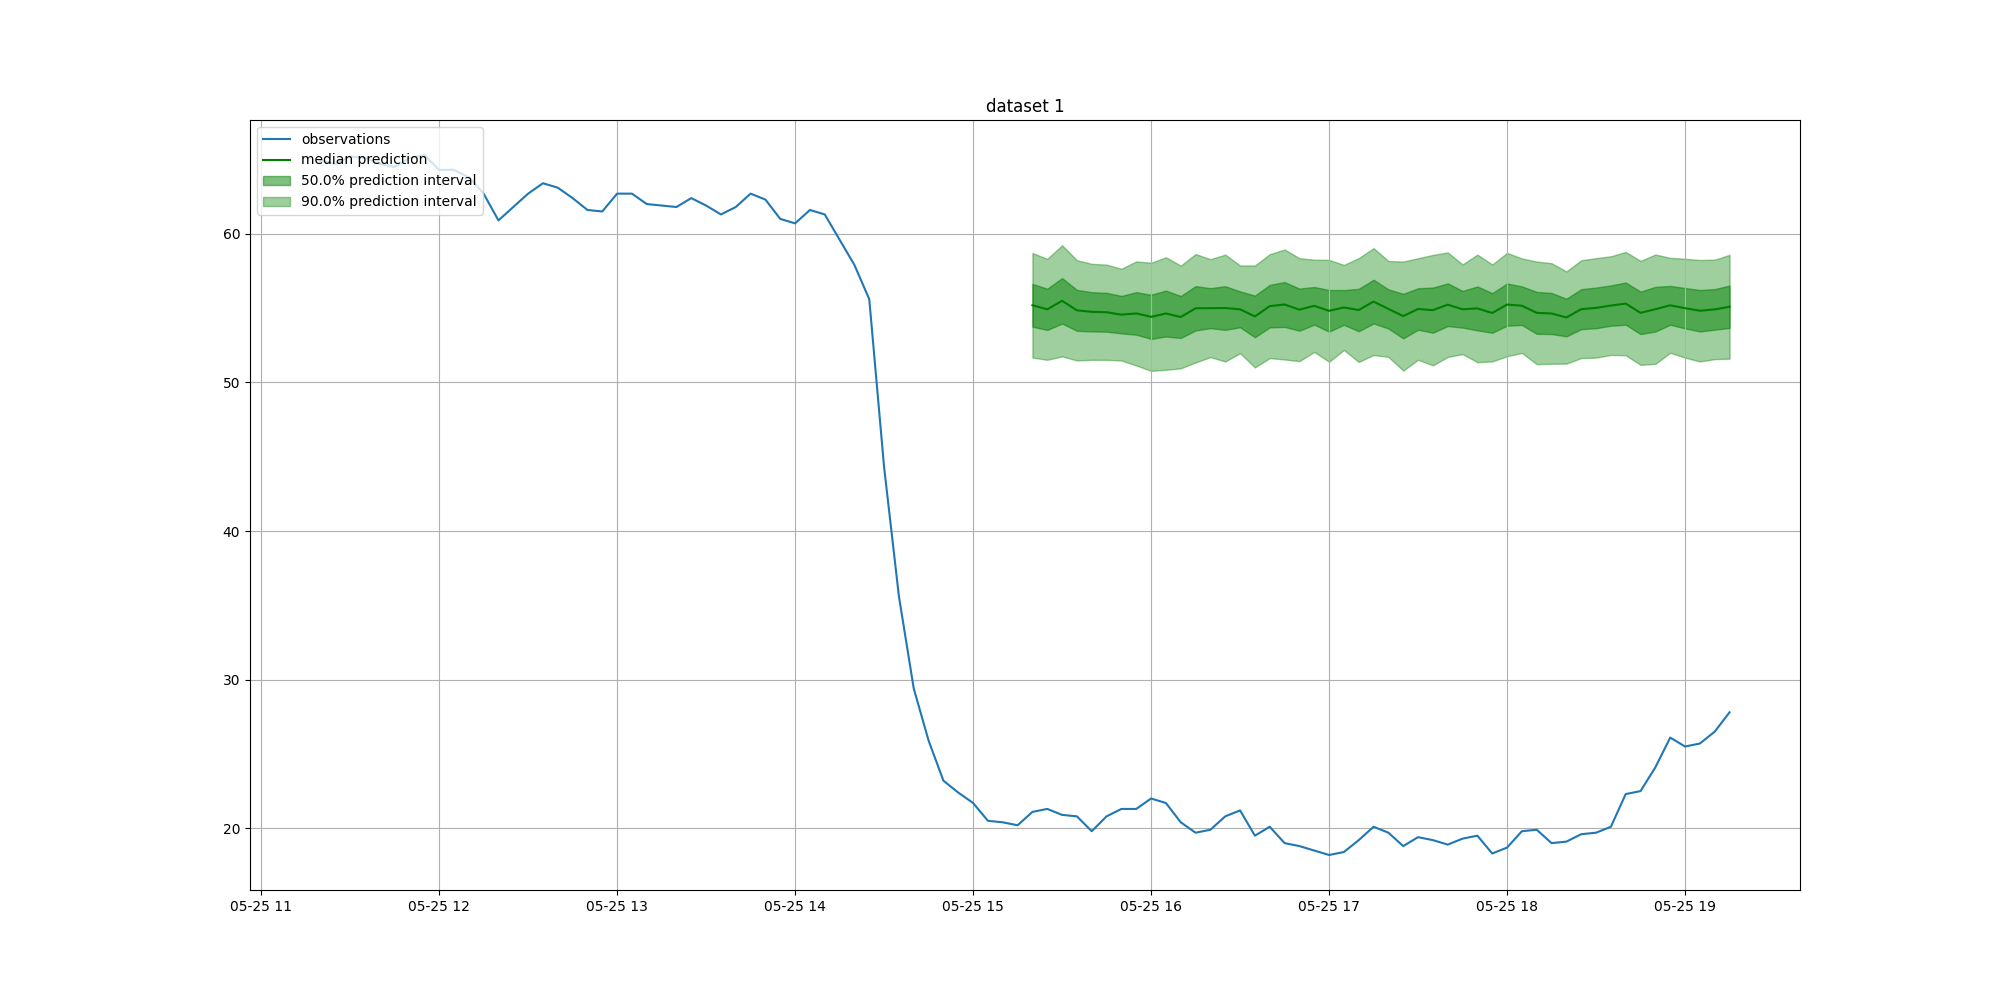 dataset 1
observations
median prediction
50.0% prediction interval
90.0% prediction interval
60
50
40
30
20
05-25 11
05-25 12
05-25 13
05-25 14
05-25 15
05-25 16
05-25 17
05-25 18
05-25 19